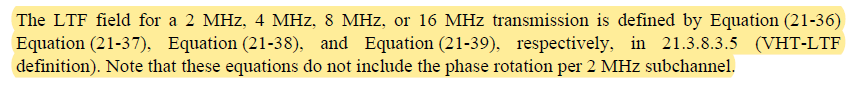 The LTF field for a 2 MHz, 4 MHz, 8 MHz, or 16 MHz transmission is defined by Equation (21-36)
Equation (21-37), Equation (21-38), and Equation (21-39), respectively, in 21.3.8.3.5 (VHT-LTF
definition). Note that these equations do not include the phase rotation per 2 MHz subchannel.